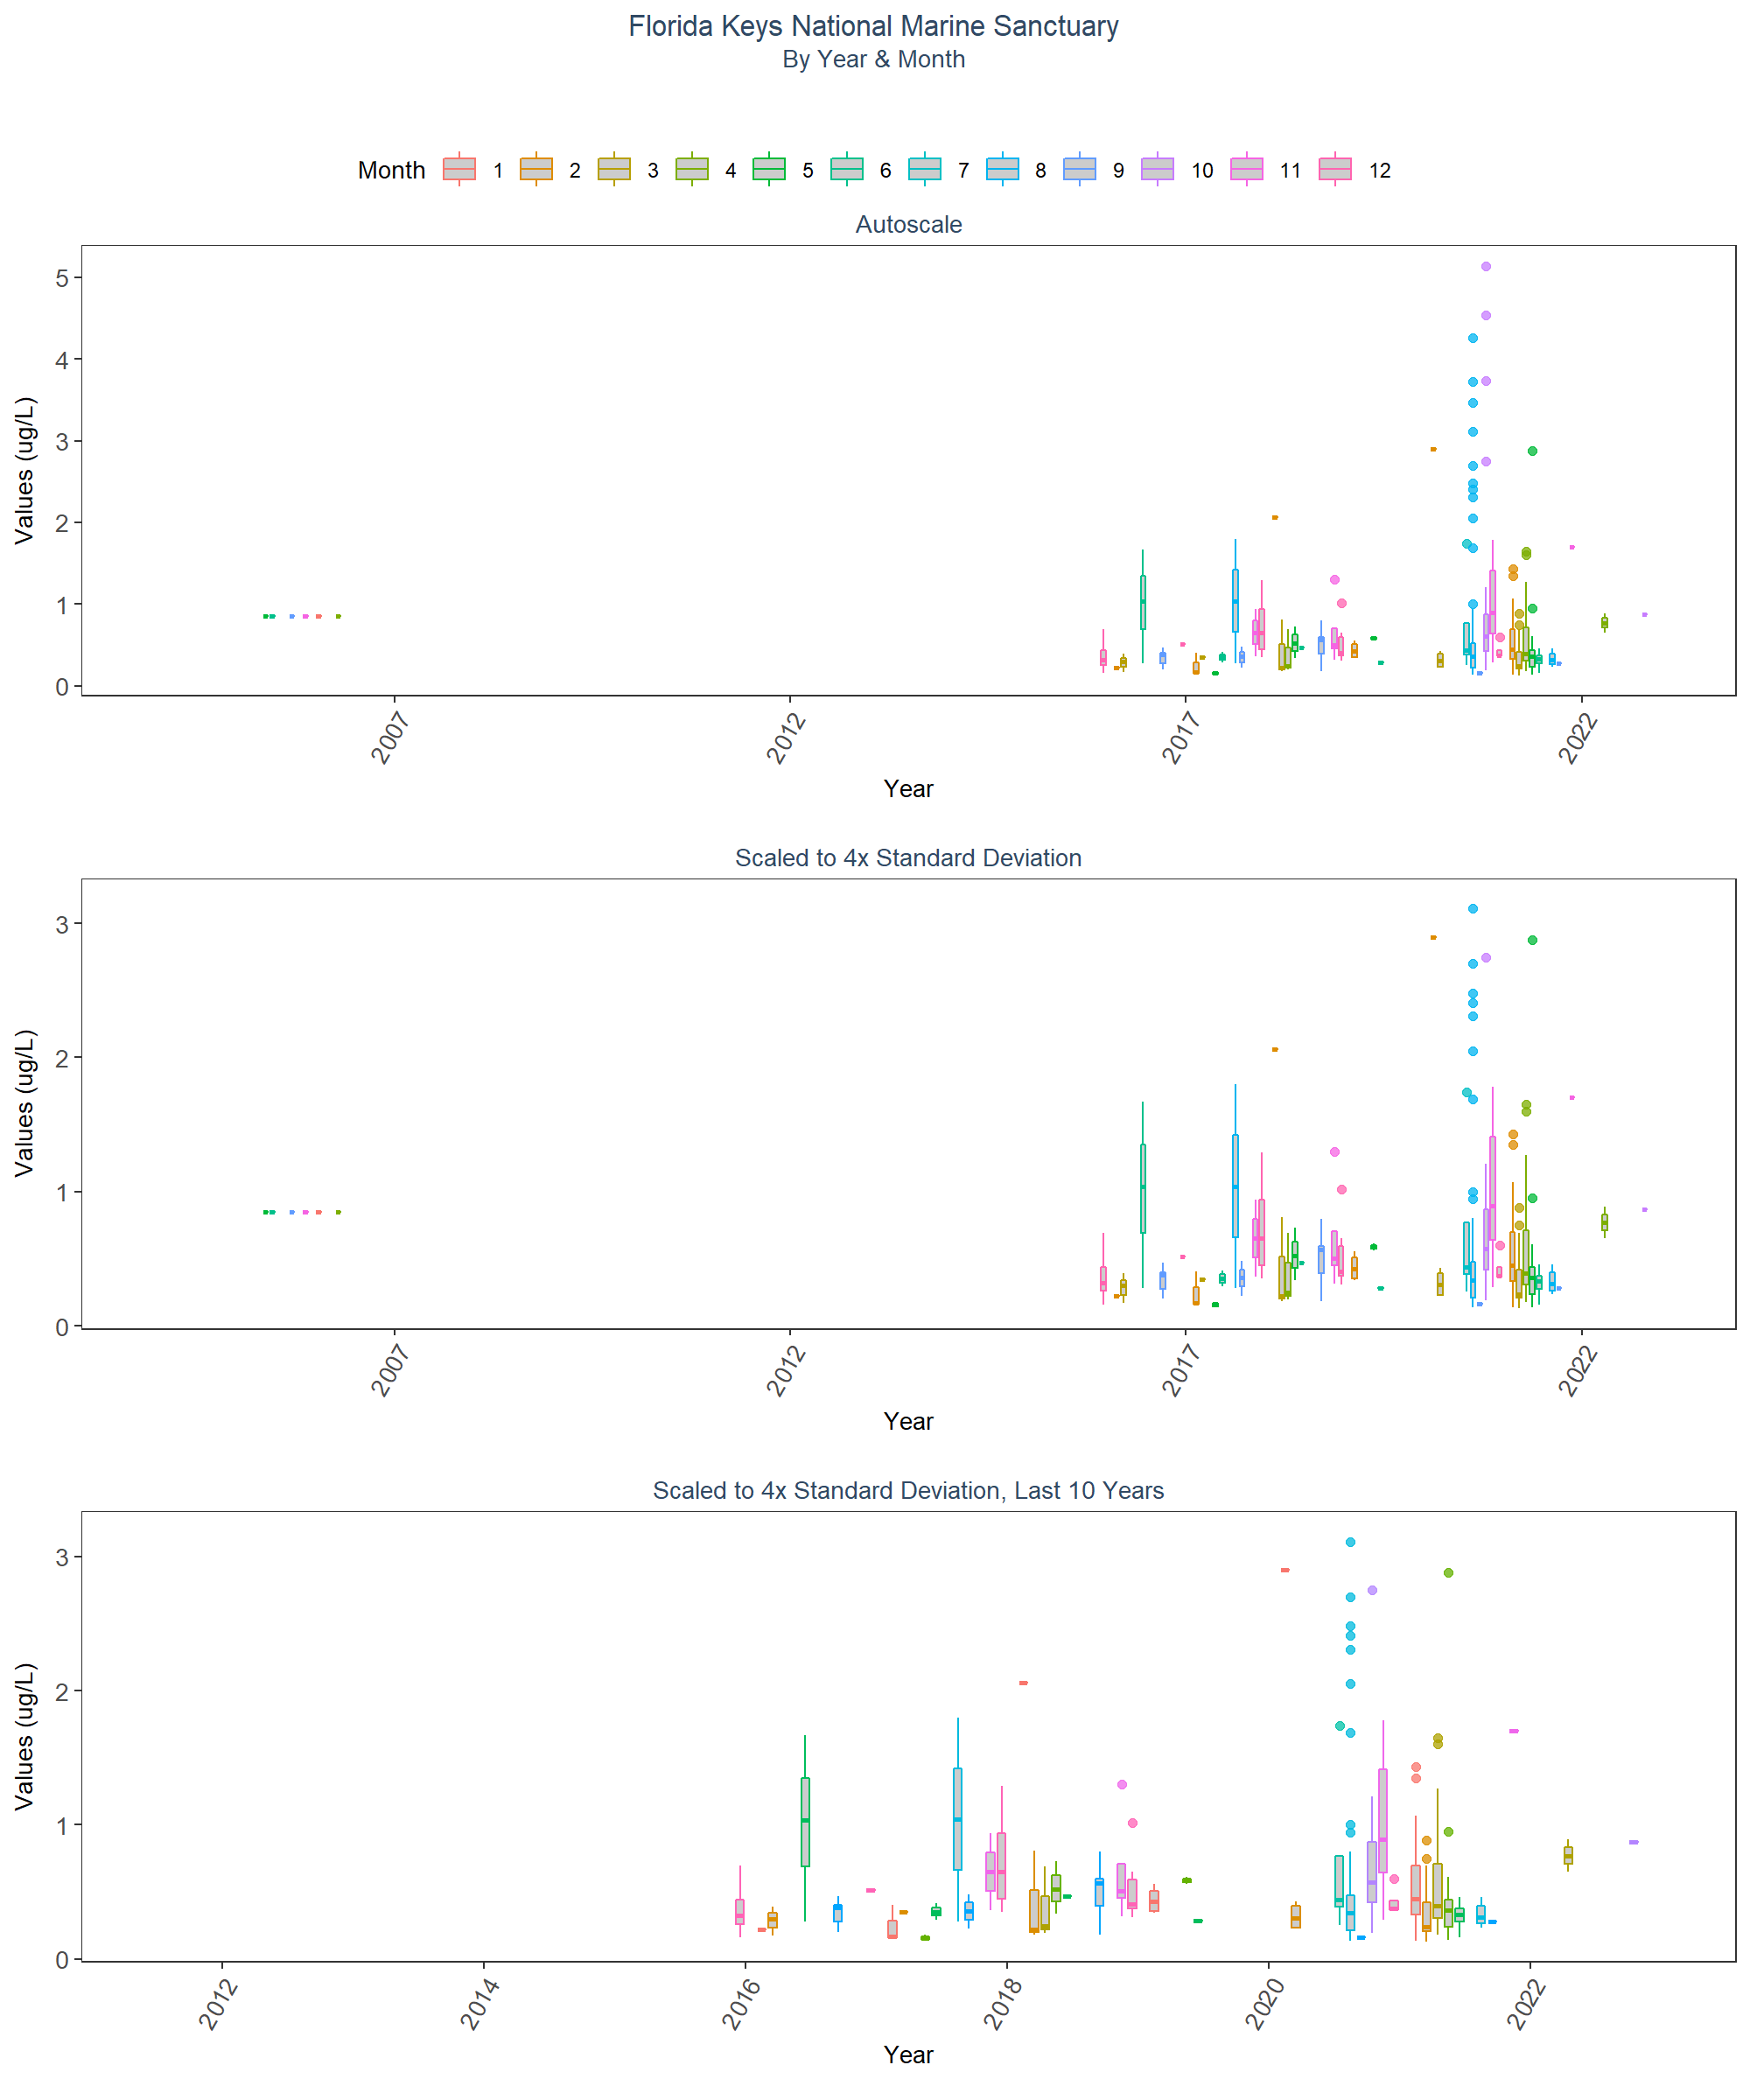 Florida Keys National Marine Sanctuary
By Year & Month
Month 1 2 3 4 5 6 7 8 9 10 11 12
Autoscale
Values (ug/L)
5
4
3
2
1
0
2007 2012 2017 2022
Year
Scaled to 4x Standard Deviation
Values (ug/L)
3
2
1
0
2007 2012 2017 2022
Year
Scaled to 4x Standard Deviation, Last 10 Years
Values (ug/L)
3
2
1
0
2012 2014 2016 2018 2020 2022
Year